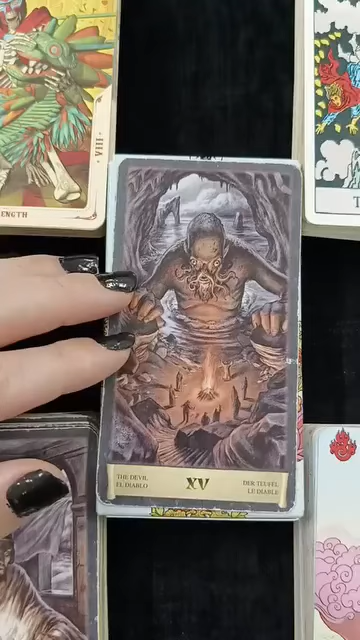 VIII
THE DEVIL
EL DIABLO
XV
DER TEUFEL
LE DIABLE